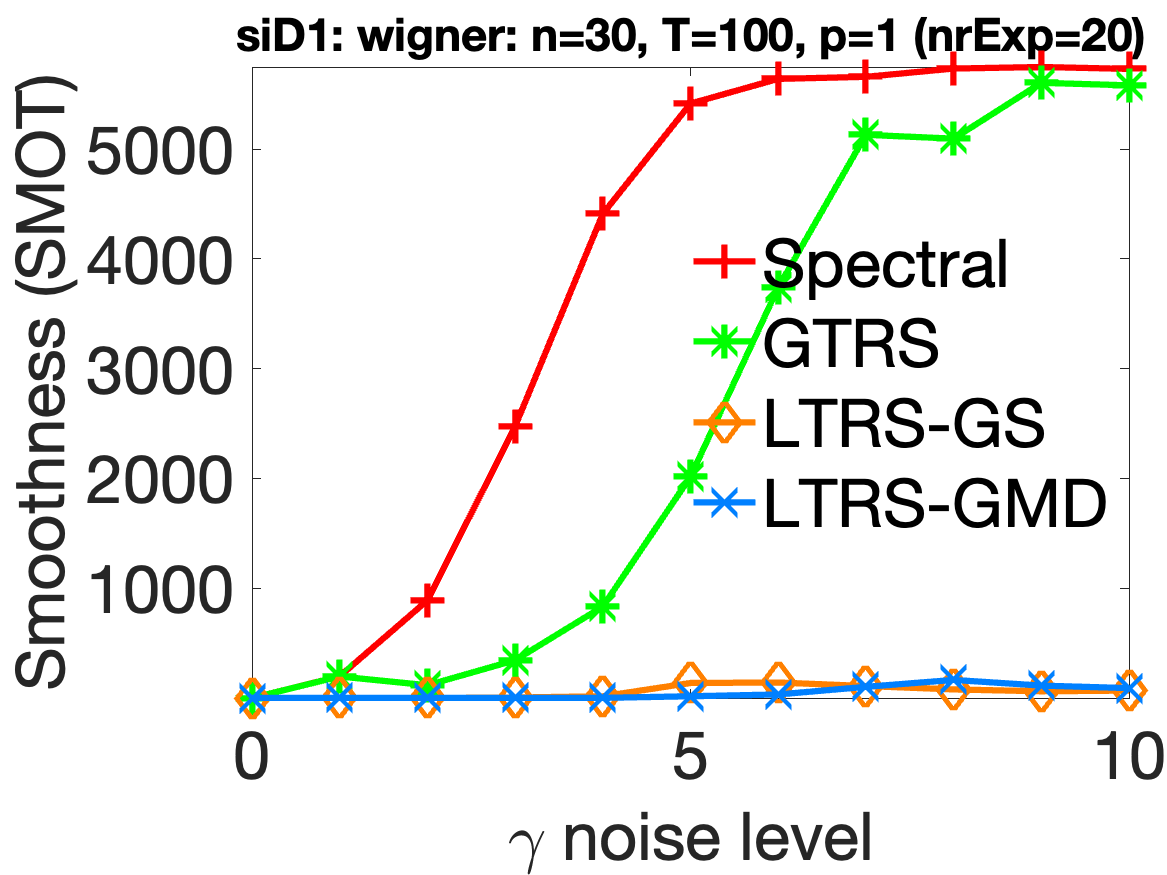 siD1: wigner: n=30, T=100, p=1 (nrExp=20)
Smoothness (SMOT)
5000
4000
3000
2000
1000
Spectral
GTRS
LTRS-GS
LTRS-GMD
0
5
10
γ noise level